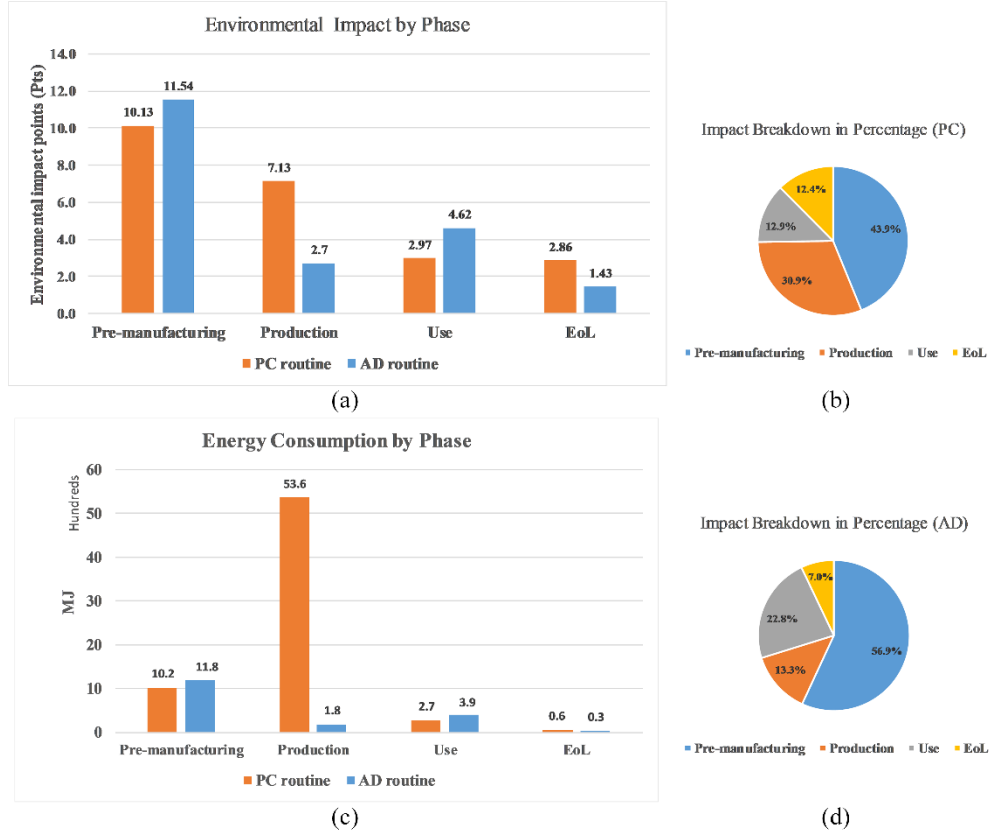 Environmental Impact by Phase
Environmental impact points (Pts)
14.0
12.0
10.0
8.0
6.0
4.0
2.0
0.0
10.13
11.54
7.13
2.7
2.97
4.62
2.86
1.43
Pre-manufacturing Production Use EoL
PC routine AD routine
(a)
Impact Breakdown in Percentage (PC)
12.4%
43.9%
12.9%
30.9%
Pre-manufacturing Production Use EoL
(b)
Energy Consumption by Phase
Hundreds
MJ
60
50
40
30
20
10
0
10.2
11.8
53.6
1.8
2.7
3.9
0.6
0.3
Pre-manufacturing Production Use EoL
PC routine AD routine
(c)
Impact Breakdown in Percentage (AD)
7.0%
22.8%
56.9%
13.3%
Pre-manufacturing Production Use EoL
(d)